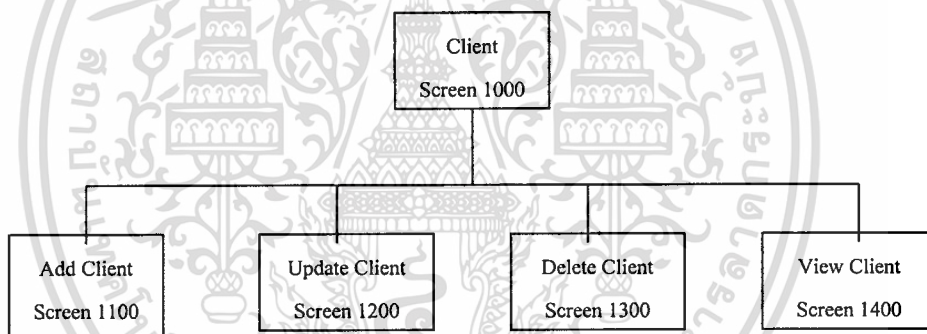 Client
Screen 1000
Add Client
Screen 1100
Update Client
Screen 1200
Delete Client
Screen 1300
View Client
Screen 1400